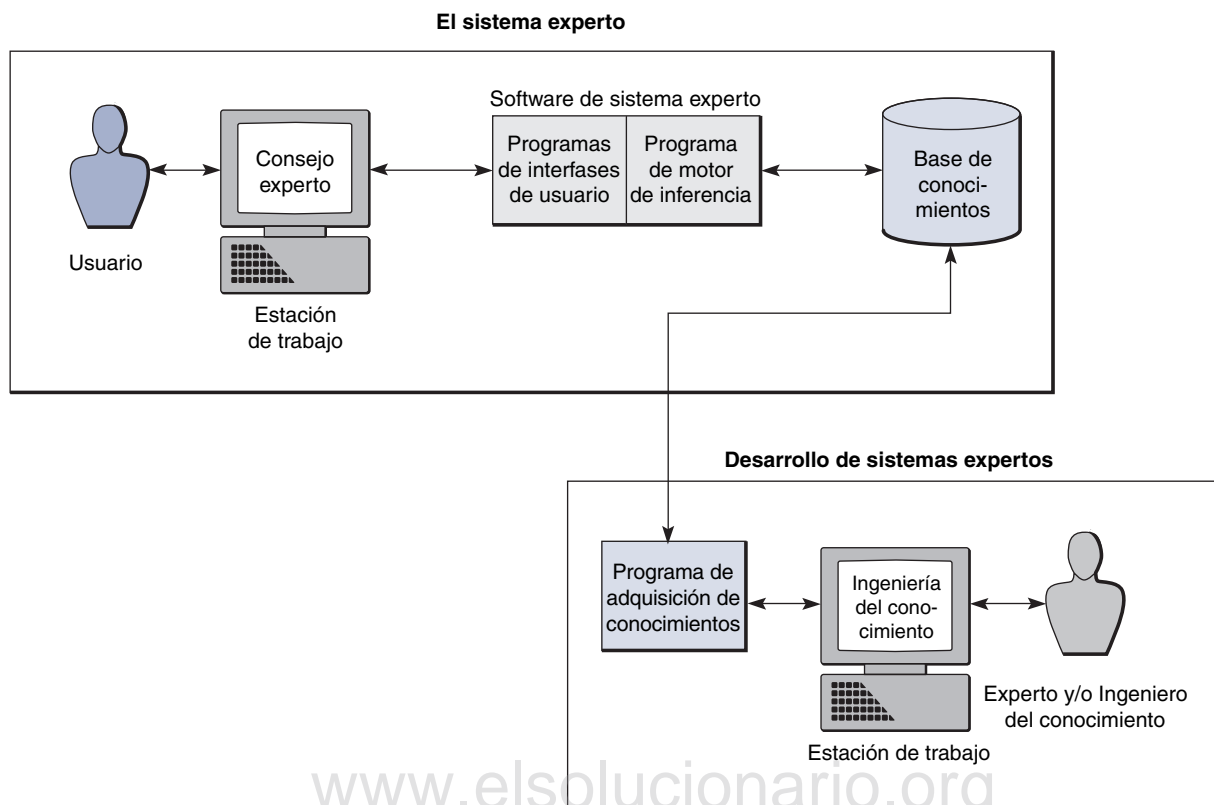 El sistema experto
Usuario
Consejo
experto
Estación
de trabajo
Software de sistema experto
Programas
de interfases
de usuario
Programa
de motor
de inferencia
Base de
conoci-
mientos
Desarrollo de sistemas expertos
Programa de
adquisición de
conocimientos
Ingeniería
del cono-
cimiento
Estación de trabajo
Experto y/o Ingeniero
del conocimiento
www.elsolucionario.org